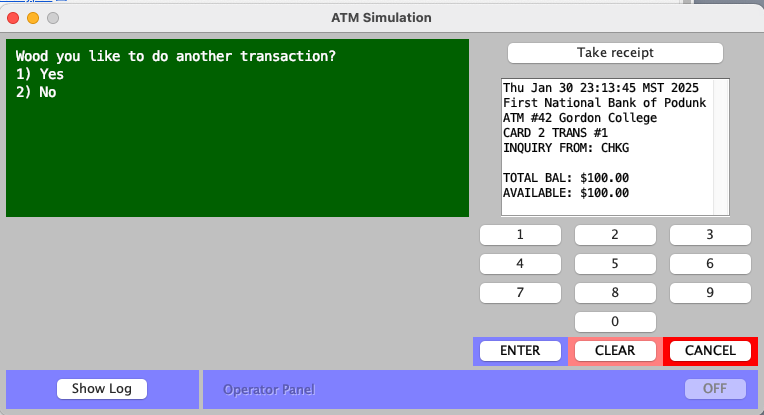 ATM Simulation
Wood you like to do another transaction?
1) Yes
2) No
Take receipt
Thu Jan 30 23:13:45 MST 2025
First National Bank of Podunk
ATM #42 Gordon College
CARD 2 TRANS #1
INQUIRY FROM: CHKG
TOTAL BAL: $100.00
AVAILABLE: $100.00
1 2 3
4 5 6
7 8 9
0
ENTER CLEAR CANCEL
Show Log Operator Panel OFF